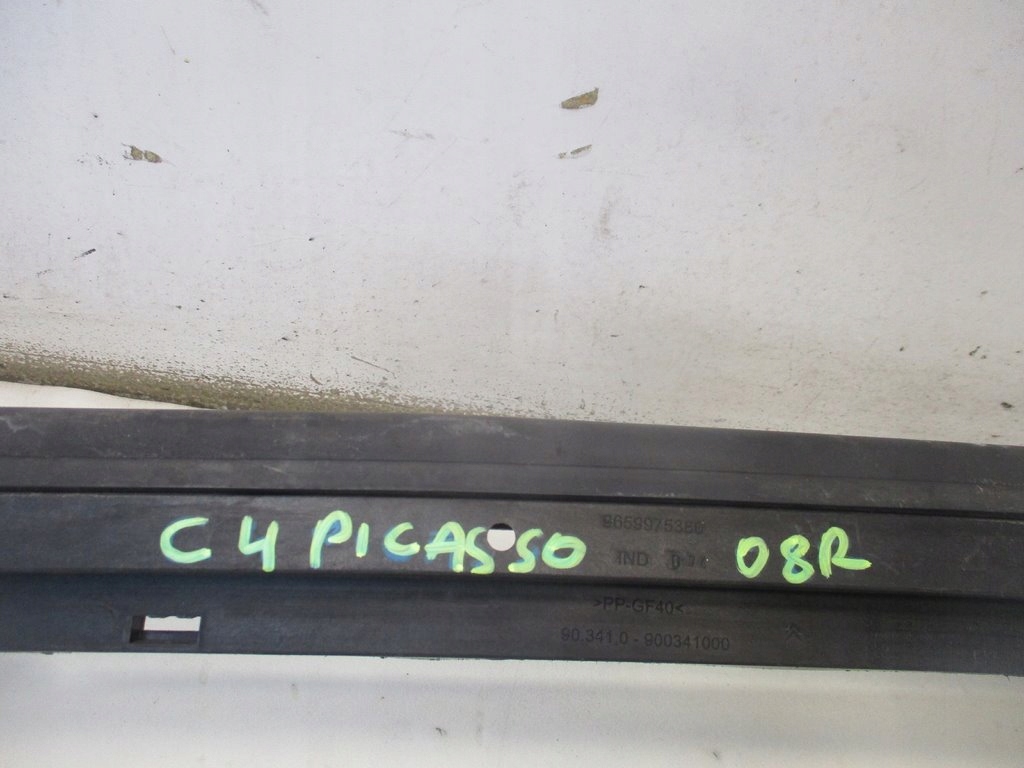 9659975380
C4 PICASSO 08R
IND
>PP-GF40<
90.341.0 - 900341000